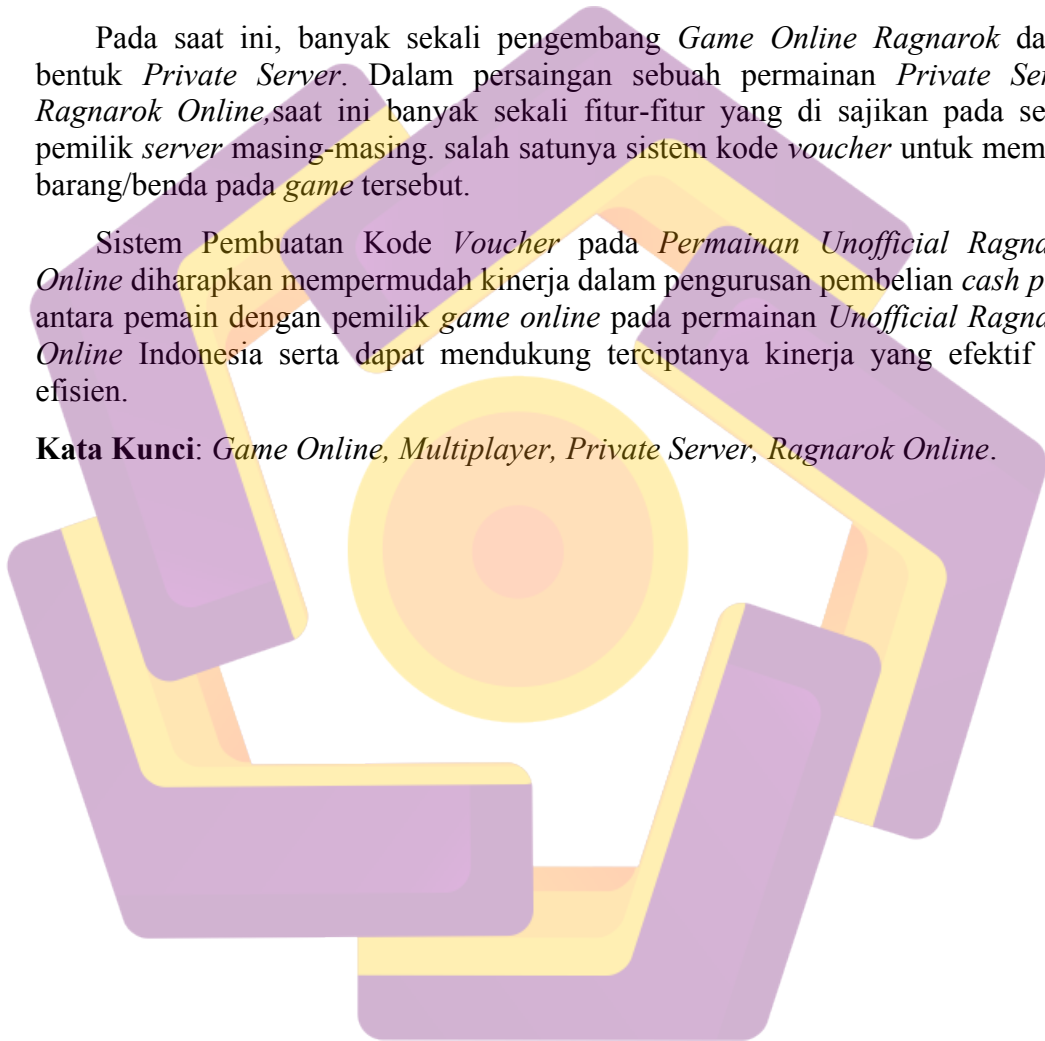 Pada saat ini, banyak sekali pengembang Game Online Ragnarok da
bentuk Private Server. Dalam persaingan sebuah permainan Private Ser
Ragnarok Online,saat ini banyak sekali fitur-fitur yang di sajikan pada se
pemilik server masing-masing. salah satunya sistem kode voucher untuk mem
barang/benda pada game tersebut.
Sistem Pembuatan Kode Voucher pada Permainan Unofficial Ragna
Online diharapkan mempermudah kinerja dalam pengurusan pembelian cash p
antara pemain dengan pemilik game online pada permainan Unofficial Ragna
Online Indonesia serta dapat mendukung terciptanya kinerja yang efektif
efisien.
Kata Kunci: Game Online, Multiplayer, Private Server, Ragnarok Online.